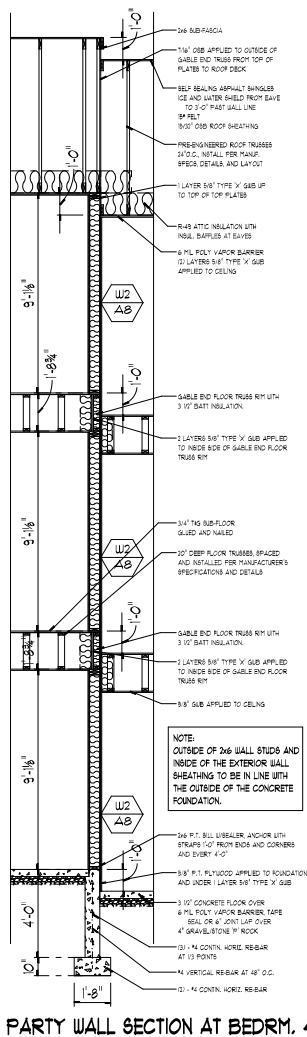 1'-0"
2x6 SUB-FASCIA
7/16" OSB APPLIED TO OUTSIDE OF
GABLE END TRUSS FROM TOP OF
PLATES TO ROOF DECK
SELF SEALING ASPHALT SHINGLES
ICE AND WATER SHIELD FROM EAVE
TO 3'-0" PAST WALL LINE
15# FELT
15/32" OSB ROOF SHEATHING
PRE-ENGINEERED ROOF TRUSSES
24"O.C., INSTALL PER MANUF.
SPECS, DETAILS, AND LAYOUT
1'-0"
1 LAYER 5/8" TYPE 'X' GWB UP
TO TOP OF TOP PLATES
R-49 ATTIC INSULATION WITH
INSUL. BAFFLES AT EAVES
6 MIL POLY VAPOR BARRIER
(2) LAYERS 5/8" TYPE 'X' GWB
APPLIED TO CEILING
9'-1 1/8"
W2
A8
1'-0"
1'-8 3/4"
GABLE END FLOOR TRUSS RIM WITH
3 1/2" BATT INSULATION.
2 LAYERS 5/8" TYPE 'X' GWB APPLIED
TO INSIDE SIDE OF GABLE END FLOOR
TRUSS RIM
9'-1 1/8"
3/4" T&G SUB-FLOOR
GLUED AND NAILED
W2
A8
20" DEEP FLOOR TRUSSES, SPACED
AND INSTALLED PER MANUFACTURER'S
SPECIFICATIONS AND DETAILS
1'-0"
1'-8 3/4"
GABLE END FLOOR TRUSS RIM WITH
3 1/2" BATT INSULATION.
2 LAYERS 5/8" TYPE 'X' GWB APPLIED
TO INSIDE SIDE OF GABLE END FLOOR
TRUSS RIM
5/8" GWB APPLIED TO CEILING
NOTE:
OUTSIDE OF 2x6 WALL STUDS AND
INSIDE OF THE EXTERIOR WALL
SHEATHING TO BE IN LINE WITH
THE OUTSIDE OF THE CONCRETE
FOUNDATION.
9'-1 1/8"
W2
A8
2x6 P.T. SILL W/SEALER, ANCHOR WITH
STRAPS 1'-0" FROM ENDS AND CORNERS
AND EVERY 4'-0"
1'-0"
5/8" P.T. PLYWOOD APPLIED TO FOUNDATION
AND UNDER 1 LAYER 5/8" TYPE 'X' GWB
3 1/2" CONCRETE FLOOR OVER
6 MIL POLY VAPOR BARRIER, TAPE
SEAL OR 6" JOINT LAP OVER
4" GRAVEL/STONE 'P' ROCK
4'-0"
(3) - #4 CONTIN. HORIZ. RE-BAR
AT 1/3 POINTS
#4 VERTICAL RE-BAR AT 48" O.C.
10"
(2) - #4 CONTIN. HORIZ. RE-BAR
1'-8"
PARTY WALL SECTION AT BEDRM. 4